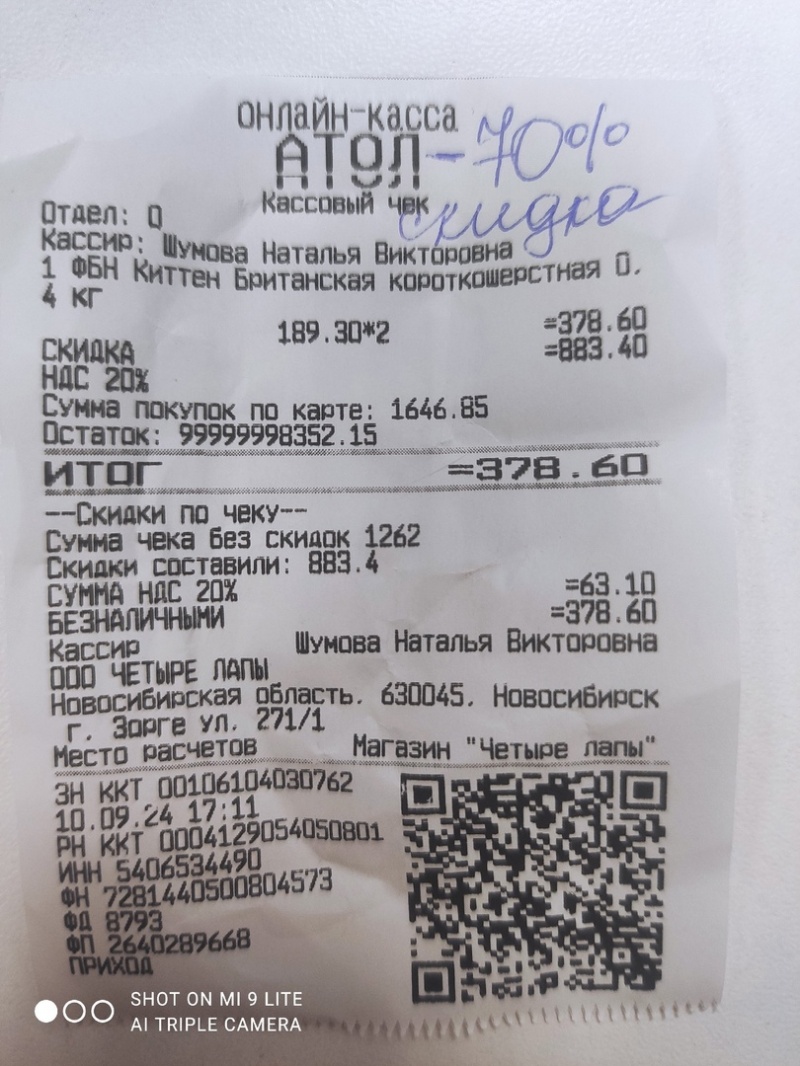 ОНЛАЙН-КАССА
АТОЛ -70%
Кассовый чек скидка
Отдел: 0
Кассир: Шумова Наталья Викторовна
1 ФБН Киттен Британская короткошерстная 0.
4 кг
189.30*2 =378.60
СКИДКА =883.40
НДС 20%
Сумма покупок по карте: 1646.85
Остаток: 99999998352.15
ИТОГ =378.60
--Скидки по чеку--
Сумма чека без скидок 1262
Скидки составили: 883.4
СУММА НДС 20% =63.10
БЕЗНАЛИЧНЫМИ =378.60
Кассир Шумова Наталья Викторовна
ООО ЧЕТЫРЕ ЛАПЫ
Новосибирская область. 630045. Новосибирск
г. Зорге ул. 271/1
Место расчетов Магазин "Четыре лапы"
ЗН ККТ 00106104030762
10.09.24 17:11
РН ККТ 0004129054050801
ИНН 5406534490
ФН 7281440500804573
ФД 8793
ФП 2640289668
ПРИХОД
SHOT ON MI 9 LITE
AI TRIPLE CAMERA